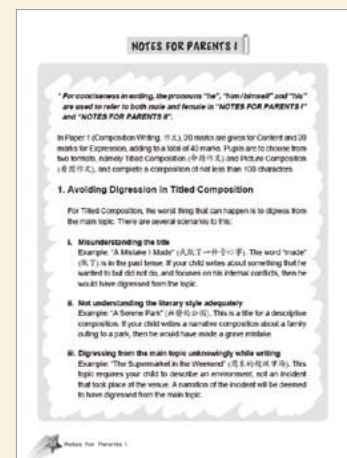 NOTES FOR PARENTS I
* For conciseness in writing, the pronouns "he", "him/himself" and "his"
are used to refer to both male and female in "NOTES FOR PARENTS I"
and "NOTES FOR PARENTS II".
In Paper 1 (Composition Writing, 作文), 20 marks are given for Content and 20
marks for Expression, adding to a total of 40 marks. Pupils are to choose from
two formats, namely Titled Composition (命题作文) and Picture Composition
(看图作文), and complete a composition of not less than 100 characters.
1. Avoiding Digression in Titled Composition
For Titled Composition, the worst thing that can happen is to digress from
the main topic. There are several scenarios to this:
i. Misunderstanding the title
Example: "A Mistake I Made" (我做了一件). The word "made"
(做了) is in the past tense. If your child writes about something that he
wanted to but did not do, and focuses on his internal conflicts, then he
would have digressed from the topic.
ii. Not understanding the literary style adequately
Example: "A Serene Park" (公园). This is a title for a descriptive
composition. If your child writes a narrative composition about a family
outing to a park, then he would have made a grave mistake.
iii. Digressing from the main topic unknowingly while writing
Example: "The Supermarket in the Weekend" (周末的超级市场). This
topic requires your child to describe an environment, not an incident
that took place at the venue. A narration of the incident will be deemed
to have digressed from the main topic.
Notes For Parents I